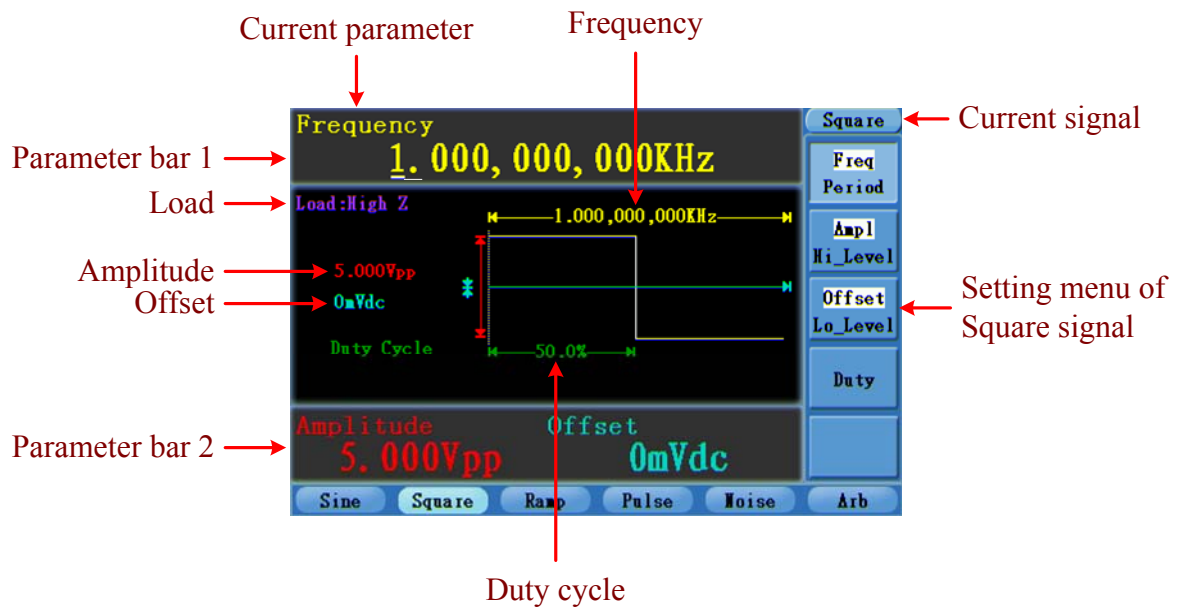 Current parameter
Frequency
Frequency
1.000,000,000KHz
Square
Current signal
Parameter bar 1
Freq
Period
Load
Load:High Z
1.000,000,000KHz
Ampl
Hi_Level
Amplitude
5.000Vpp
Offset
0mVdc
Offset
Lo_Level
Setting menu of
Square signal
Duty Cycle
50.0%
Duty
Parameter bar 2
Amplitude
5.000Vpp
Offset
0mVdc
Sine
Square
Ramp
Pulse
Noise
Arb
Duty cycle